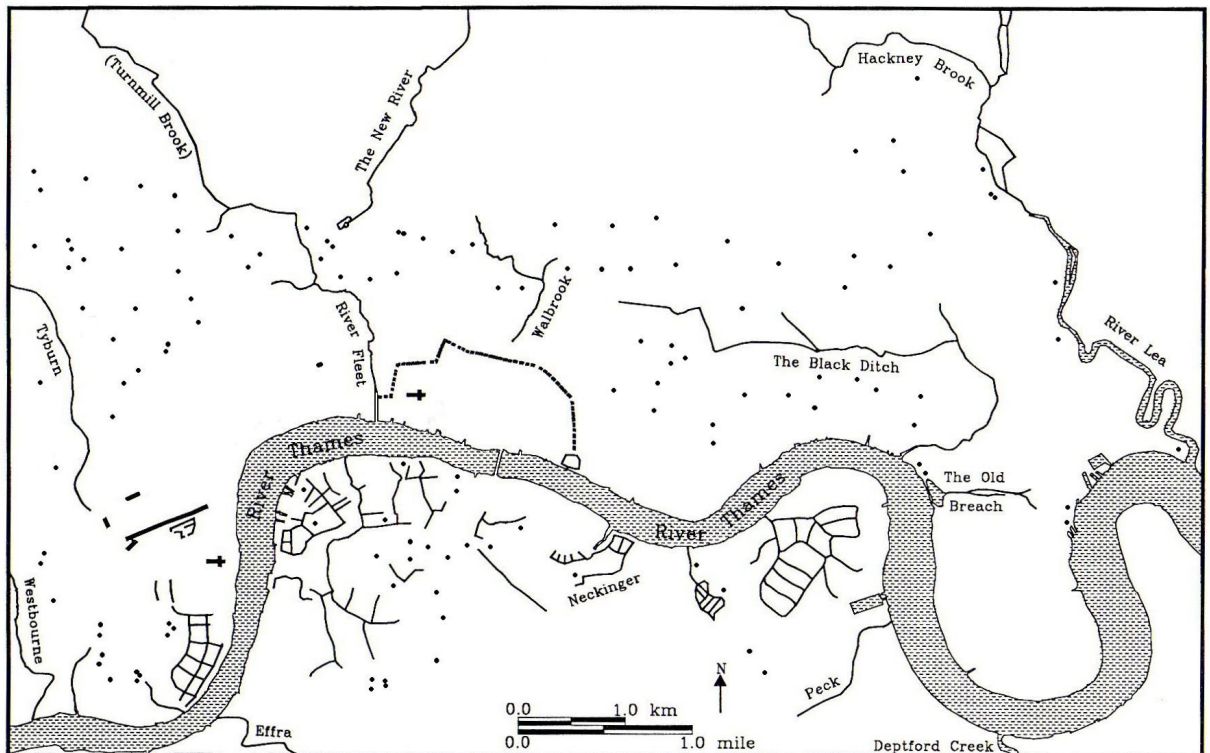 Hackney Brook
(Turnmill Brook)
The New River
River Fleet
Walbrook
Tyburn
River Lea
The Black Ditch
River Thames
River Thames
The Old
Breach
Neckinger
Westbourne
N
Peck
0.0 1.0 km
0.0 1.0 mile
Effra
Deptford Creek